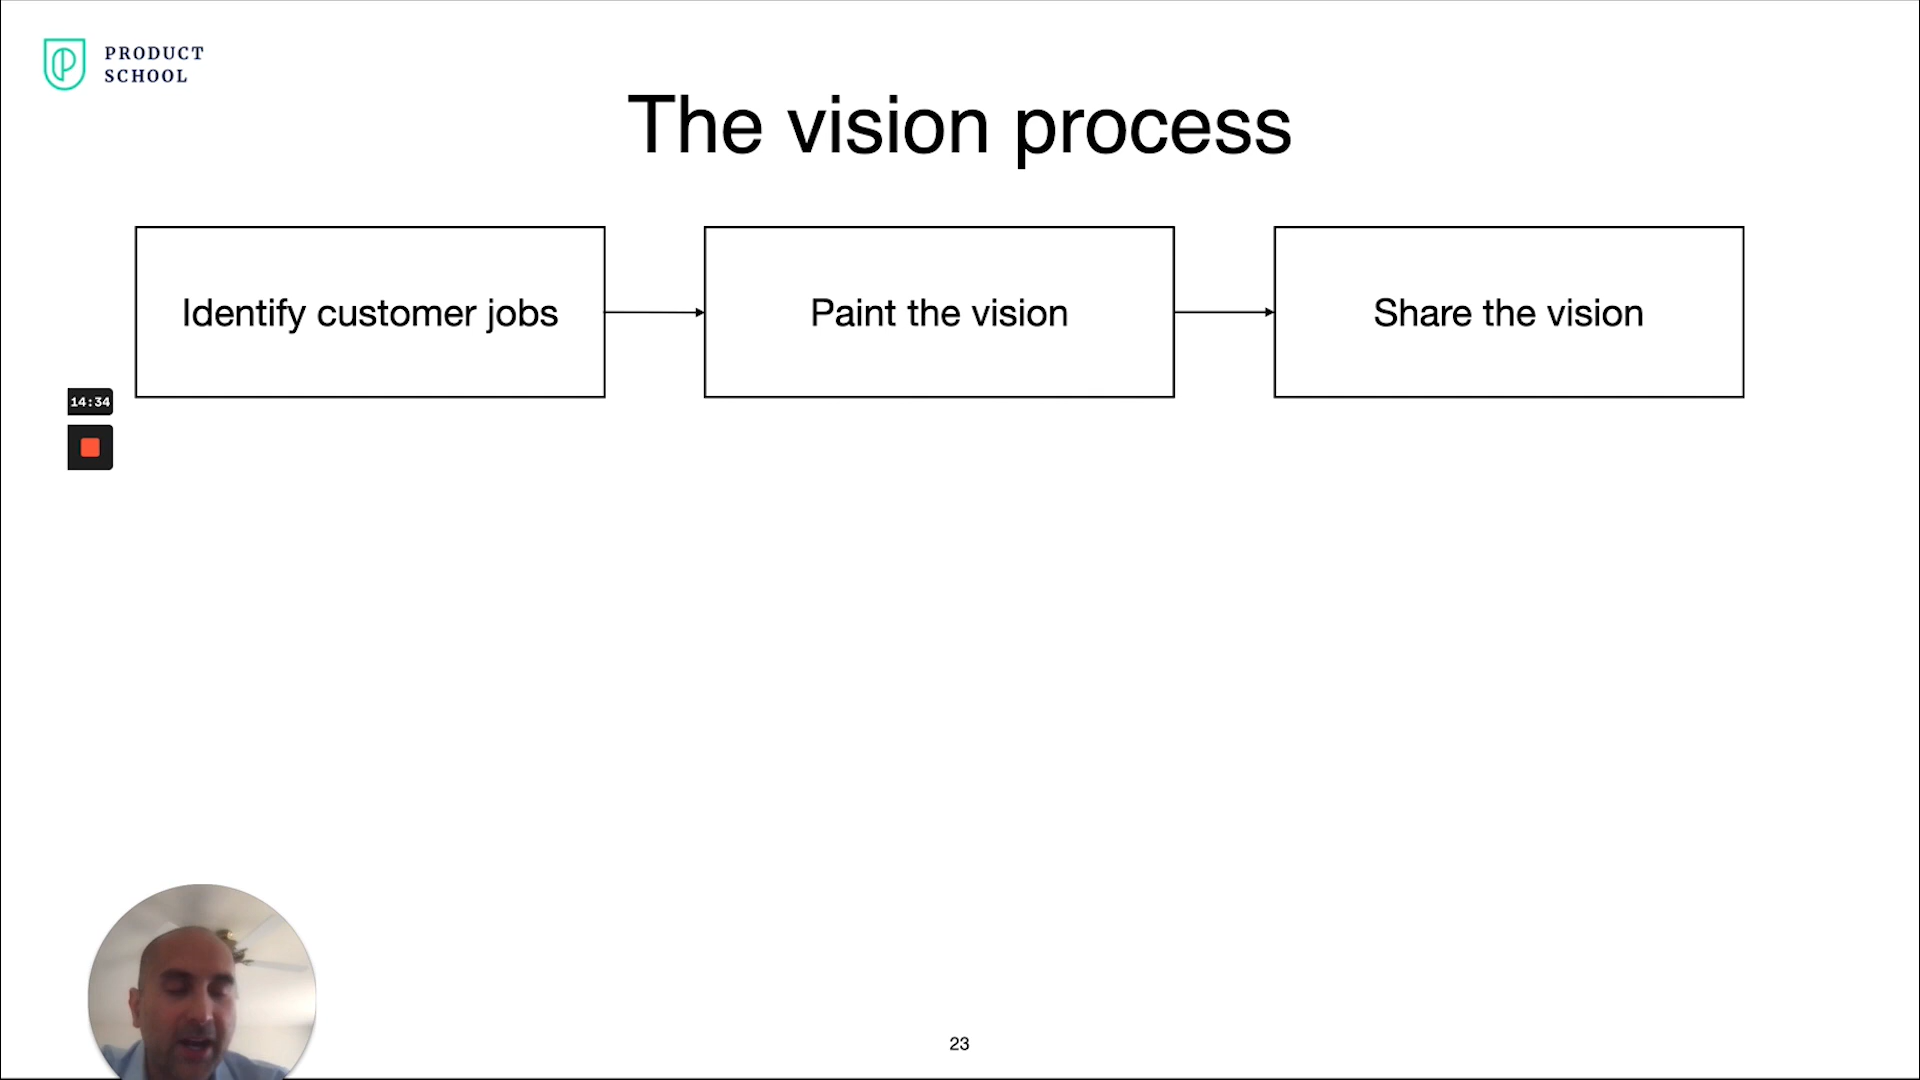 PRODUCT
SCHOOL
The vision process
Identify customer jobs
Paint the vision
Share the vision
14:34
23